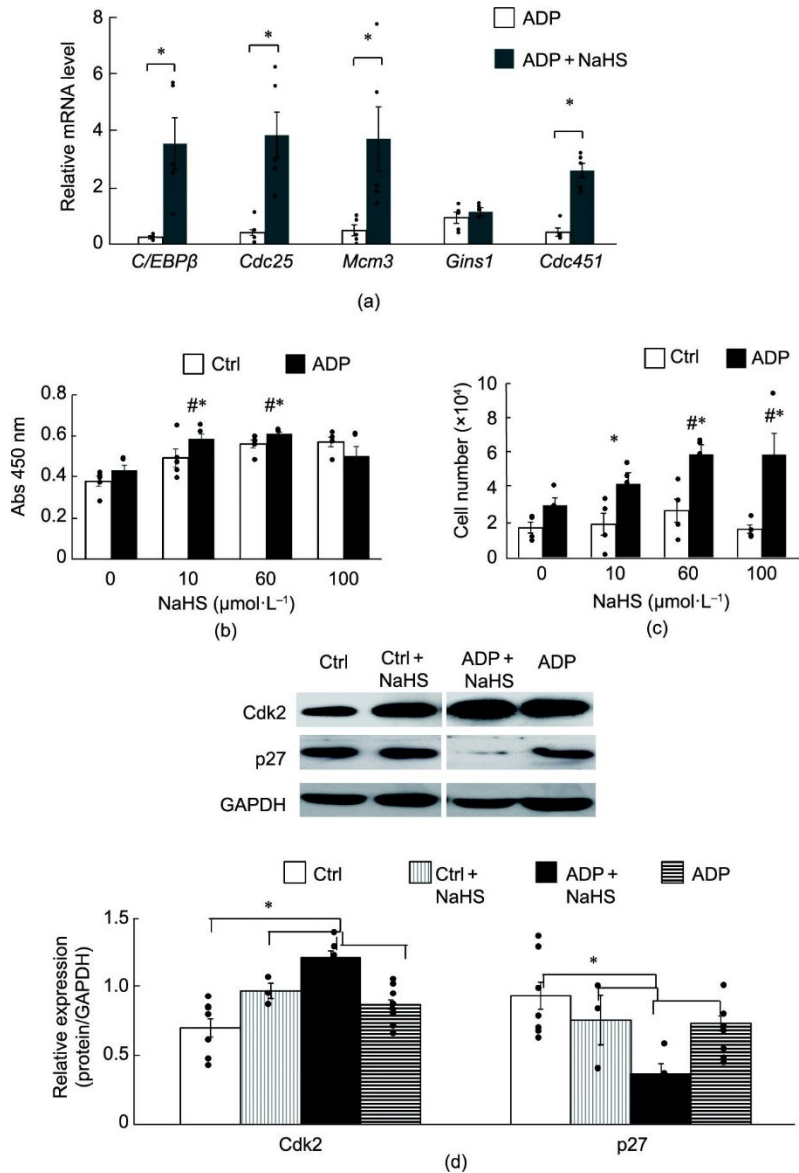 ADP
ADP + NaHS
Relative mRNA level
8
6
4
2
0
*
*
*
*
C/EBPβ Cdc25 Mcm3 Gins1 Cdc451
(a)
Ctrl ADP
Abs 450 nm
0.8
0.6
0.4
0.2
0
#*
#*
0 10 60 100
NaHS (μmol·L⁻¹)
(b)
Ctrl ADP
Cell number (×10⁴)
10
8
6
4
2
0
*
#*
#*
0 10 60 100
NaHS (μmol·L⁻¹)
(c)
Ctrl Ctrl + NaHS ADP + NaHS ADP
Cdk2
p27
GAPDH
Ctrl Ctrl + NaHS ADP + NaHS ADP
Relative expression
(protein/GAPDH)
1.5
1.0
0.5
0
*
*
Cdk2 p27
(d)